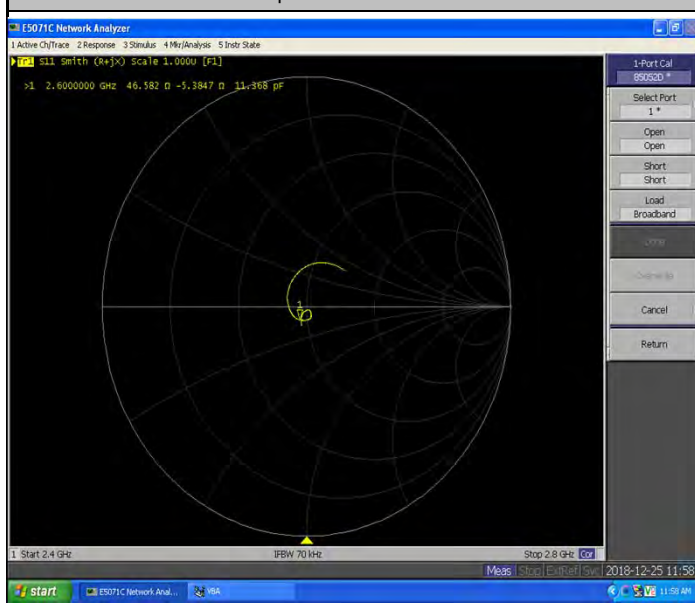 E5071C Network Analyzer
1 Active Ch/Trace 2 Response 3 Stimulus 4 Mkr/Analysis 5 Instr State
Tr1 S11 Smith (R+jX) Scale 1.000U [F1]
>1 2.6000000 GHz 46.582 Ω -5.3847 Ω 11.368 pF
1
1-Port Cal
85052D *
Select Port
1 *
Open
Open
Short
Short
Load
Broadband
Done
Cancel
Return
1 Start 2.4 GHz
IFBW 70 kHz
Stop 2.8 GHz Cor
Meas Stop ExtRef Svc 2018-12-25 11:58
start
E5071C Network Anal...
VBA
11:58 AM